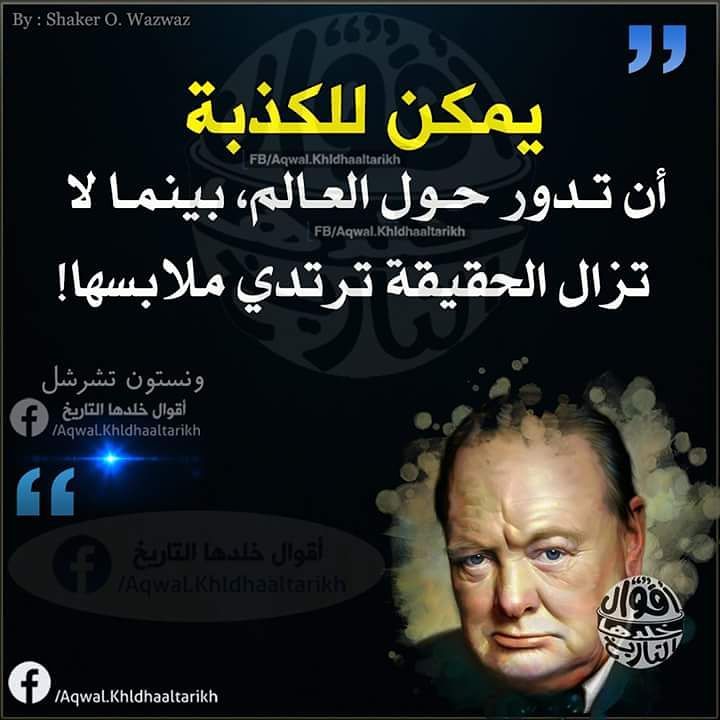 By : Shaker O. Wazwaz
يمكن للكذبة
FB/Aqwal.Khldhaaltarikh
أن تدور حول العالم، بينما لا
FB/Aqwal.Khldhaaltarikh
تزال الحقيقة ترتدي ملابسها!
ونستون تشرشل
أقوال خلدها التاريخ
/Aqwal.Khldhaaltarikh
أقوال خلدها التاريخ
/Aqwal.Khldhaaltarikh
أقوال
خلدها
التاريخ
/Aqwal.Khldhaaltarikh